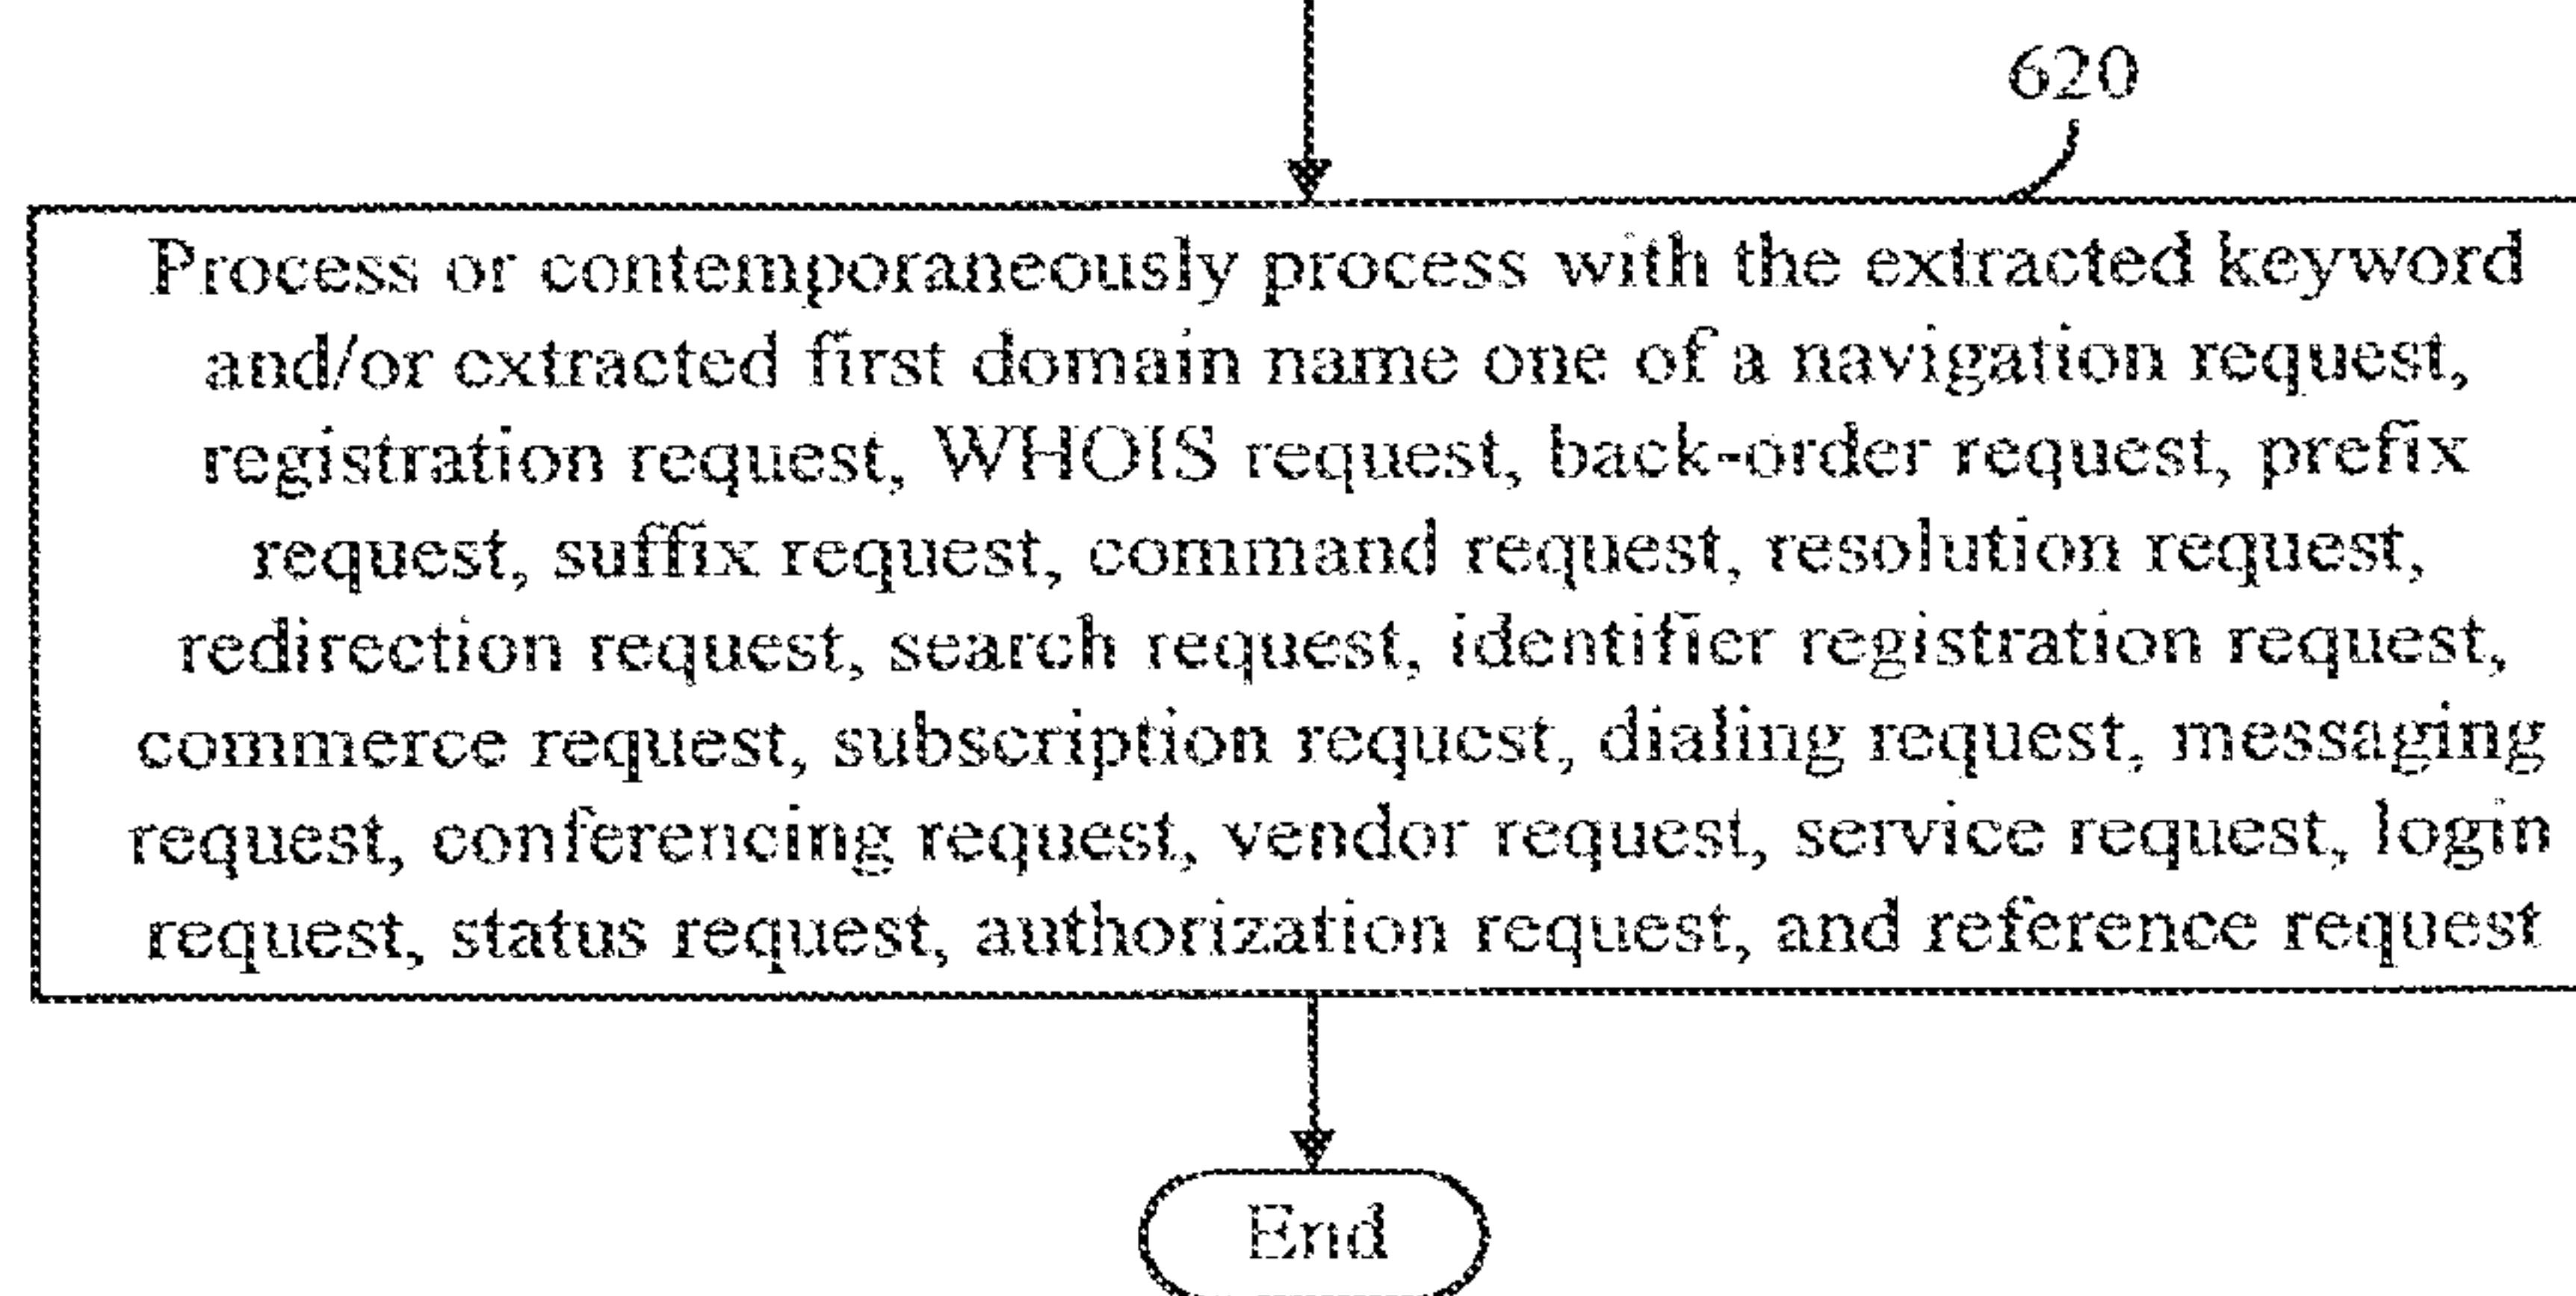 620
Process or contemporaneously process with the extracted keyword
and/or extracted first domain name one of a navigation request,
registration request, WHOIS request, back-order request, prefix
request, suffix request, command request, resolution request,
redirection request, search request, identifier registration request,
commerce request, subscription request, dialing request, messaging
request, conferencing request, vendor request, service request, login
request, status request, authorization request, and reference request
End